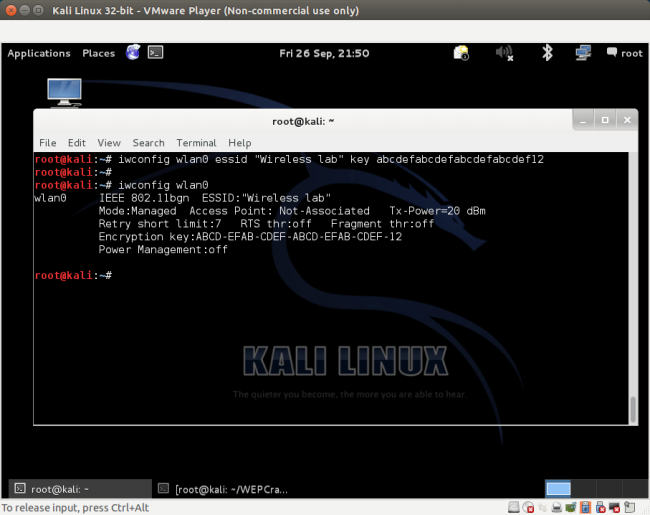 Kali Linux 32-bit - VMware Player (Non-commercial use only)
Applications Places Fri 26 Sep, 21:50 root
root@kali: ~
File Edit View Search Terminal Help
root@kali:~# iwconfig wlan0 essid "Wireless lab" key abcdefabcdefabcdefabcdef12
root@kali:~#
root@kali:~# iwconfig wlan0
wlan0 IEEE 802.11bgn ESSID:"Wireless lab"
Mode:Managed Access Point: Not-Associated Tx-Power=20 dBm
Retry short limit:7 RTS thr:off Fragment thr:off
Encryption key:ABCD-EFAB-CDEF-ABCD-EFAB-CDEF-12
Power Management:off
root@kali:~#
KALI LINUX
The quieter you become, the more you are able to hear.
root@kali: ~ [root@kali: ~/WEPCra...
To release input, press Ctrl+Alt